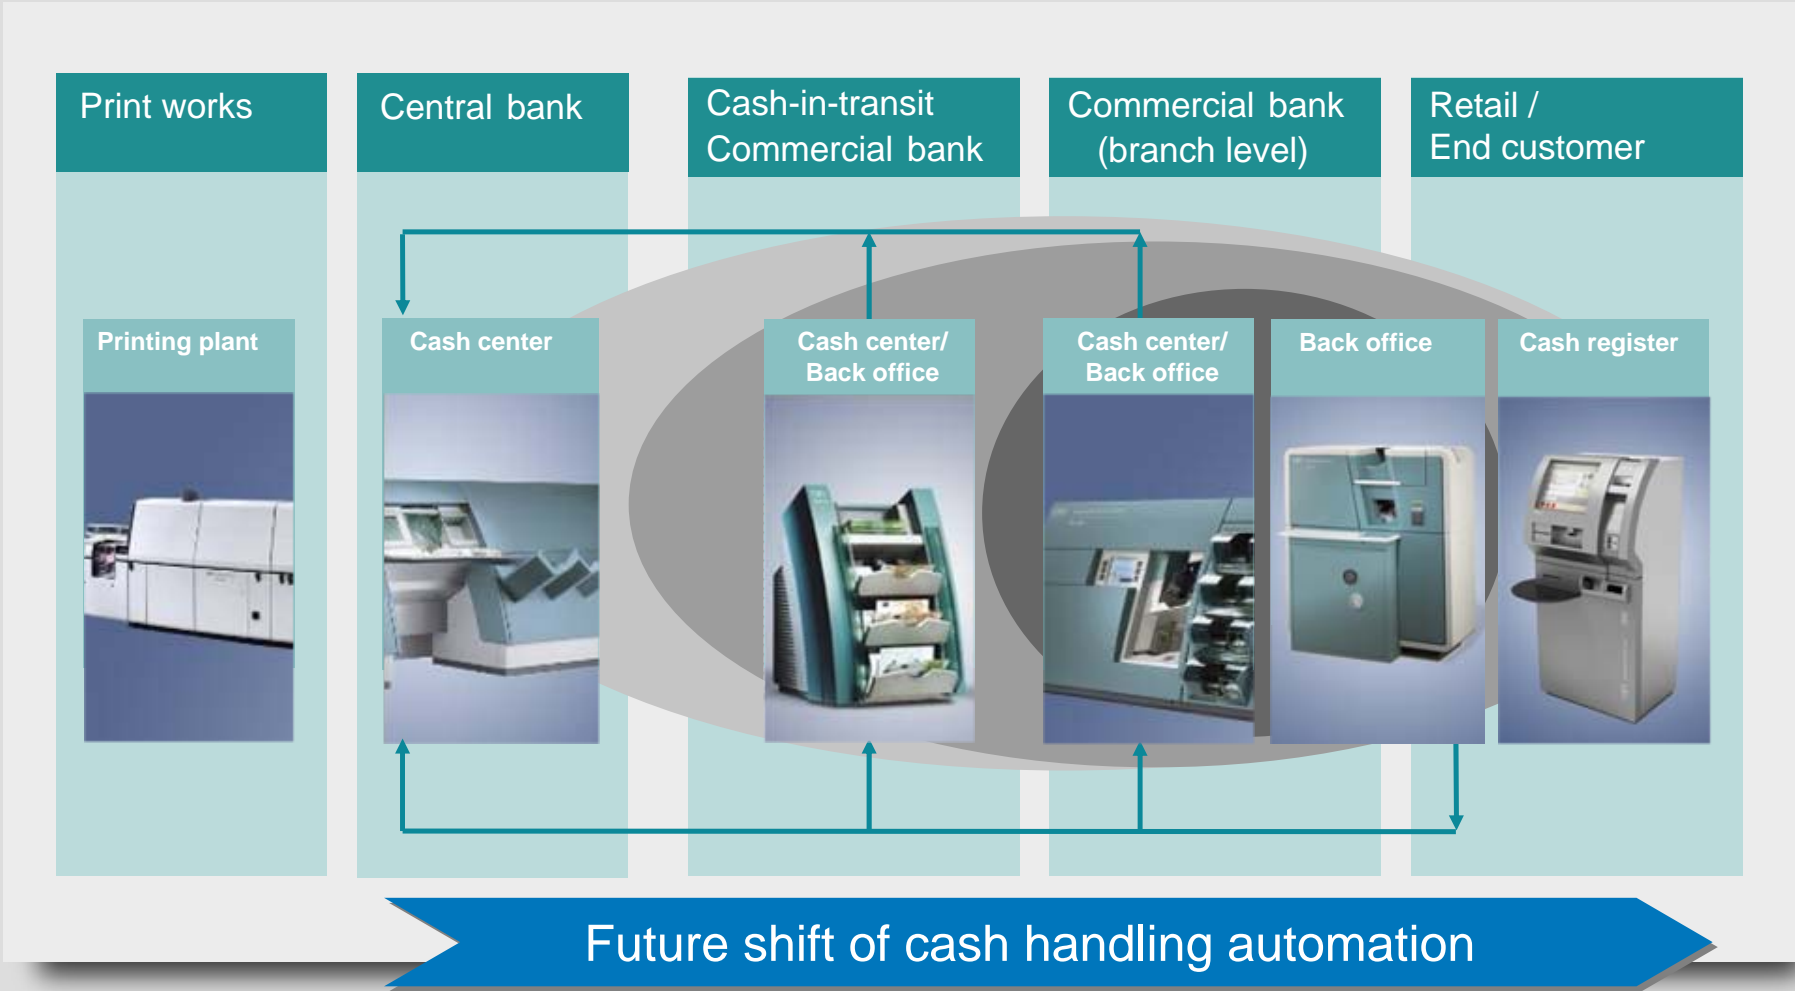 Print works
Central bank
Cash-in-transit
Commercial bank
Commercial bank
(branch level)
Retail /
End customer
Printing plant
Cash center
Cash center/
Back office
Cash center/
Back office
Back office
Cash register
Future shift of cash handling automation